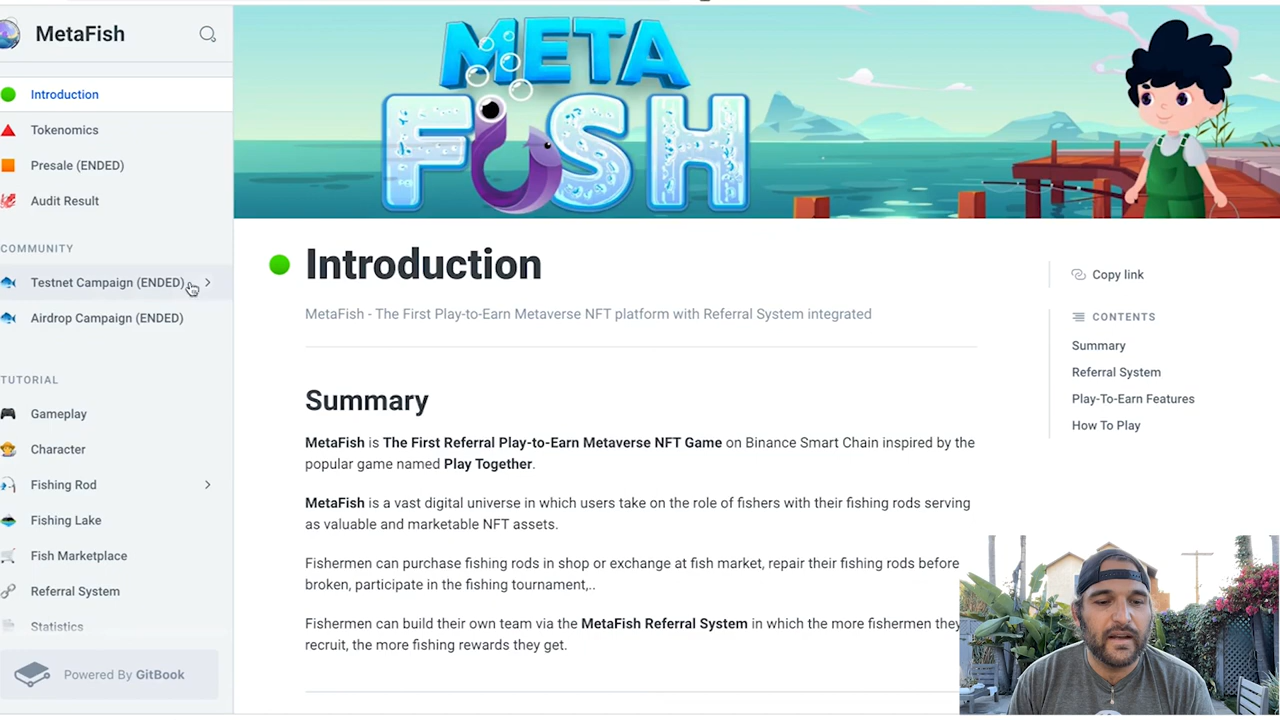 MetaFish
Introduction
Tokenomics
Presale (ENDED)
Audit Result
COMMUNITY
Testnet Campaign (ENDED)
Airdrop Campaign (ENDED)
TUTORIAL
Gameplay
Character
Fishing Rod
Fishing Lake
Fish Marketplace
Referral System
Statistics
Powered By GitBook
META
FISH
Introduction
MetaFish - The First Play-to-Earn Metaverse NFT platform with Referral System integrated
Summary
MetaFish is The First Referral Play-to-Earn Metaverse NFT Game on Binance Smart Chain inspired by the
popular game named Play Together.
MetaFish is a vast digital universe in which users take on the role of fishers with their fishing rods serving
as valuable and marketable NFT assets.
Fishermen can purchase fishing rods in shop or exchange at fish market, repair their fishing rods before
broken, participate in the fishing tournament,..
Fishermen can build their own team via the MetaFish Referral System in which the more fishermen they
recruit, the more fishing rewards they get.
Copy link
CONTENTS
Summary
Referral System
Play-To-Earn Features
How To Play